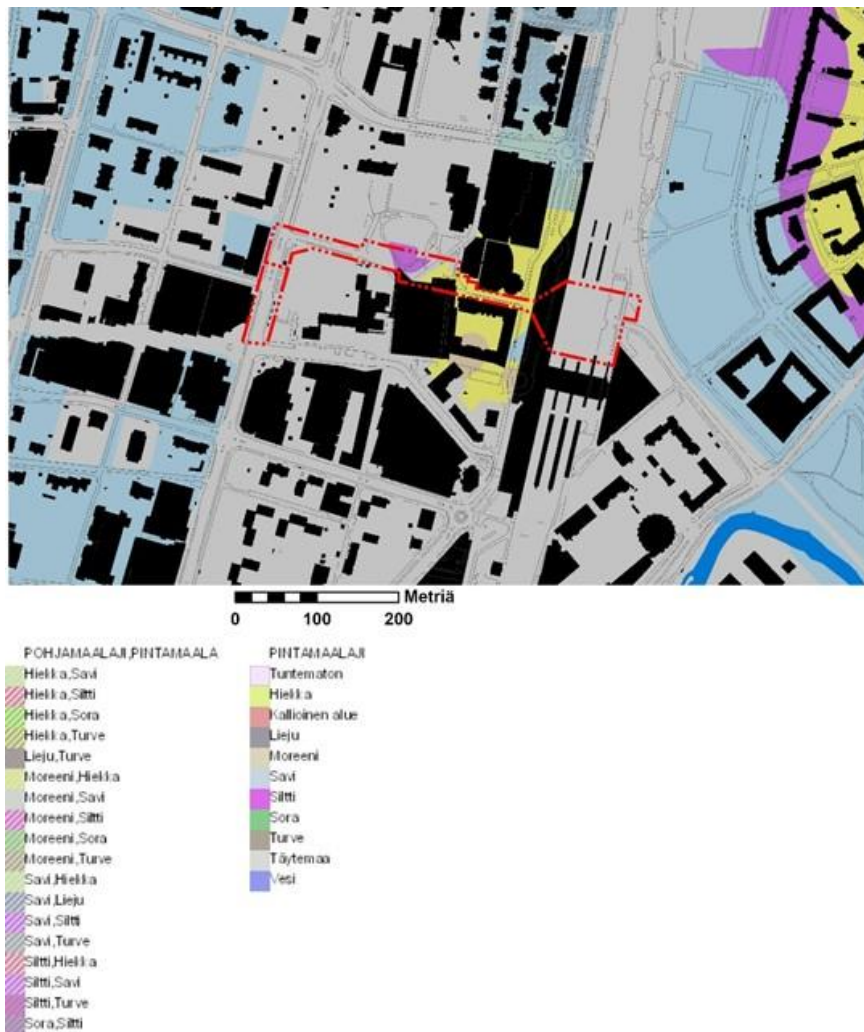 Metriä
0 100 200
POHJAMAALAJI,PINTAMAALA
Hiekka,Savi
Hiekka,Siltti
Hiekka,Sora
Hiekka,Turve
Lieju,Turve
Moreeni,Hiekka
Moreeni,Savi
Moreeni,Siltti
Moreeni,Sora
Moreeni,Turve
Savi,Hiekka
Savi,Lieju
Savi,Siltti
Savi,Turve
Siltti,Hiekka
Siltti,Savi
Siltti,Turve
Sora,Siltti
PINTAMAALAJI
Tuntematon
Hiekka
Kallioinen alue
Lieju
Moreeni
Savi
Siltti
Sora
Turve
Täytemaa
Vesi